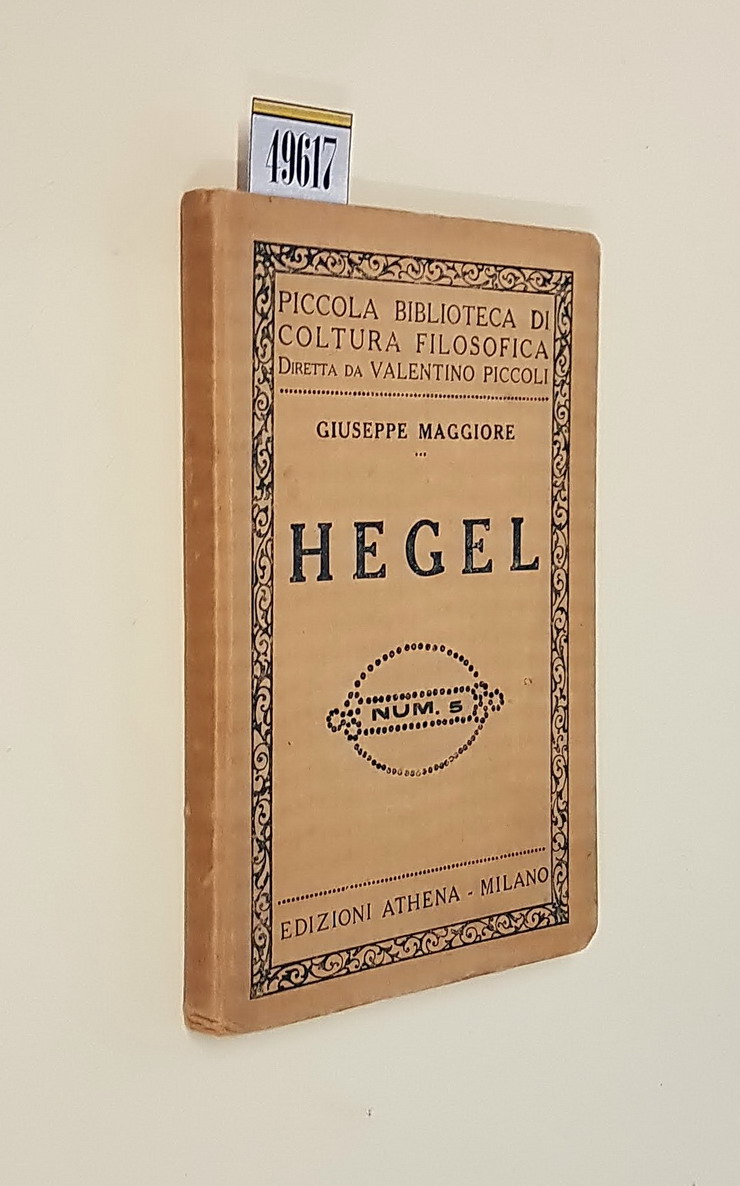 49617
PICCOLA BIBLIOTECA DI
COLTURA FILOSOFICA
DIRETTA DA VALENTINO PICCOLI
GIUSEPPE MAGGIORE
HEGEL
NUM. 5
EDIZIONI ATHENA - MILANO